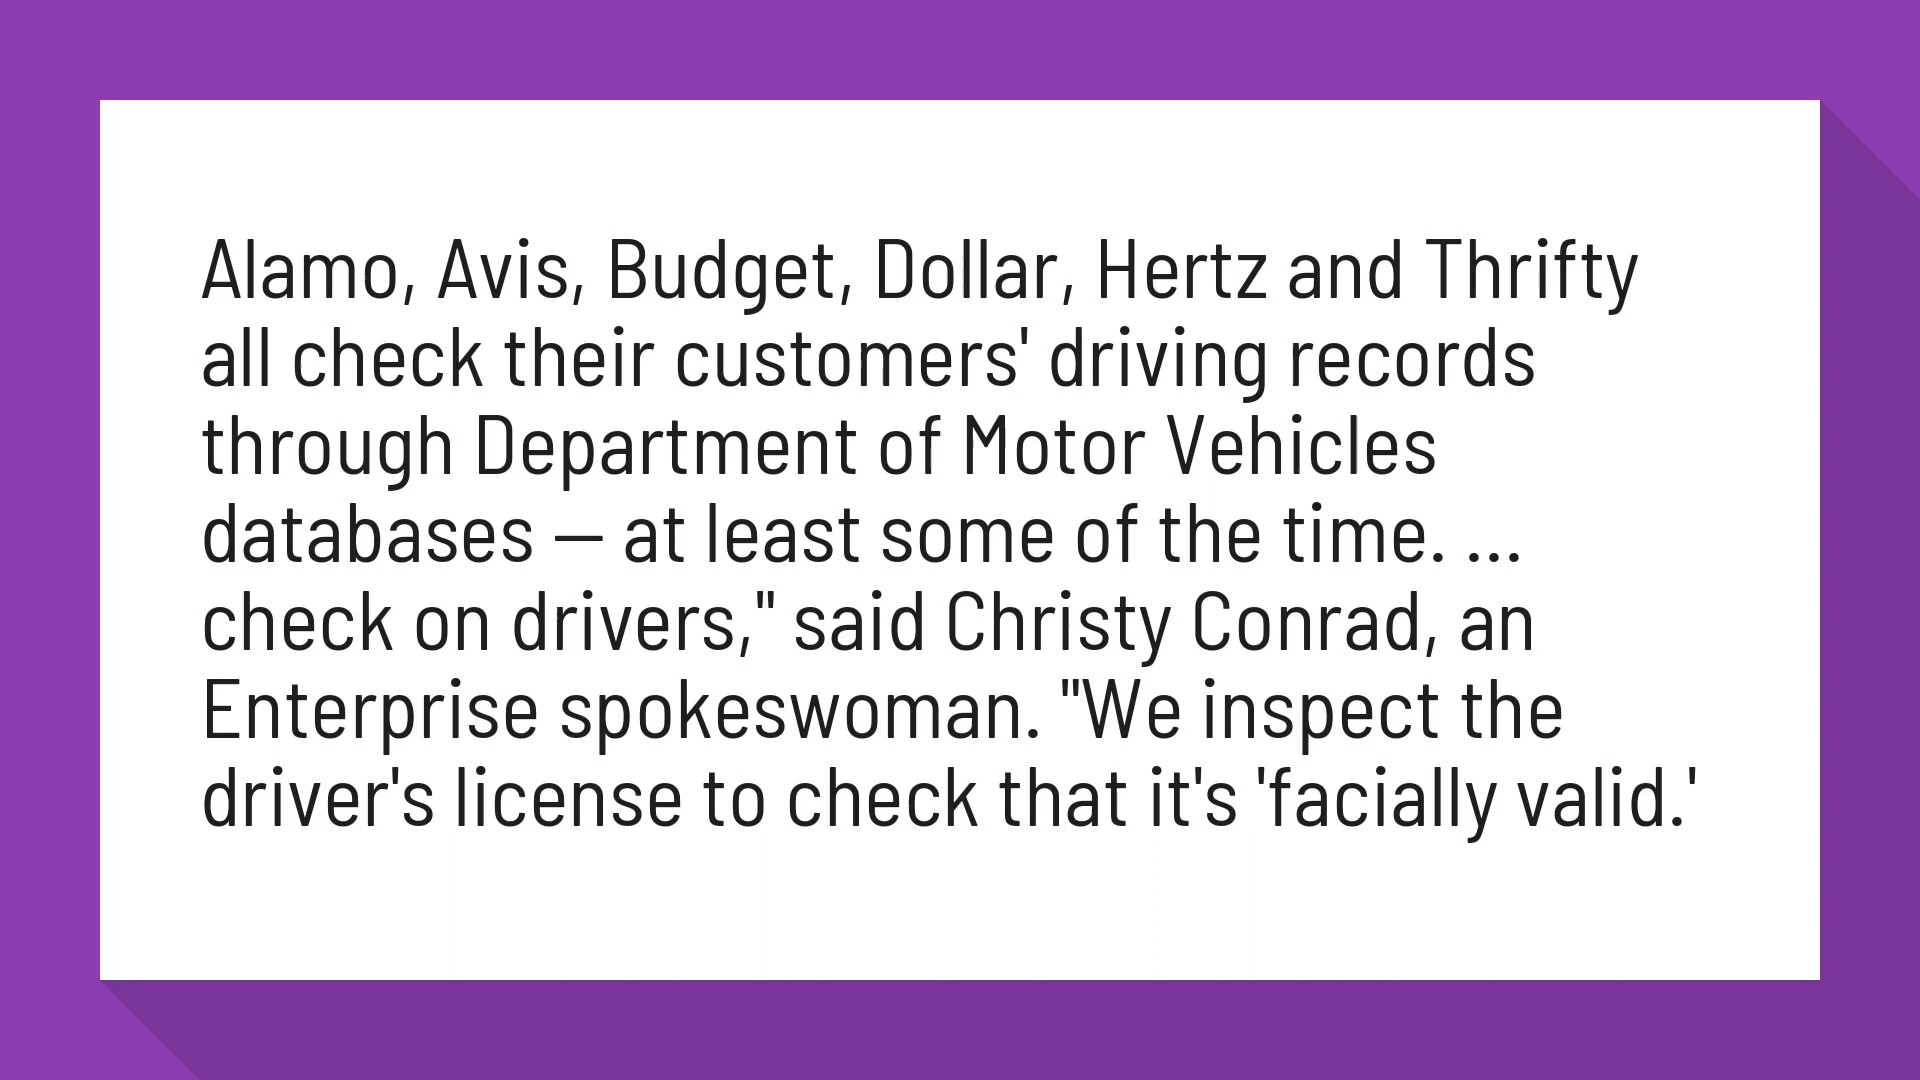 Alamo, Avis, Budget, Dollar, Hertz and Thrifty
all check their customers' driving records
through Department of Motor Vehicles
databases — at least some of the time. ...
check on drivers," said Christy Conrad, an
Enterprise spokeswoman. "We inspect the
driver's license to check that it's 'facially valid.'